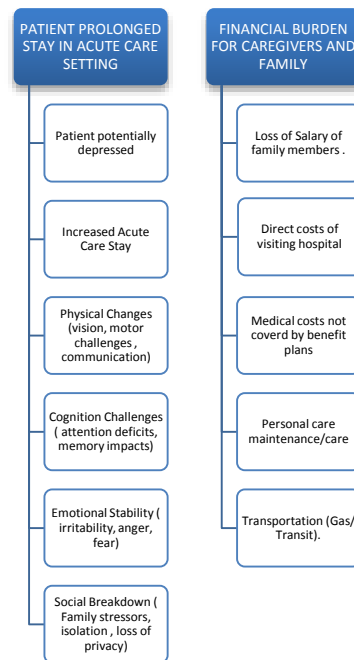 PATIENT PROLONGED
STAY IN ACUTE CARE
SETTING
Patient potentially
depressed
Increased Acute
Care Stay
Physical Changes
(vision, motor
challenges ,
communication)
Cognition Challenges
( attention deficits,
memory impacts)
Emotional Stability (
irritability, anger,
fear)
Social Breakdown (
Family stressors,
isolation , loss of
privacy)
FINANCIAL BURDEN
FOR CAREGIVERS AND
FAMILY
Loss of Salary of
family members .
Direct costs of
visiting hospital
Medical costs not
coverd by benefit
plans
Personal care
maintenance/care
Transportation (Gas/
Transit).